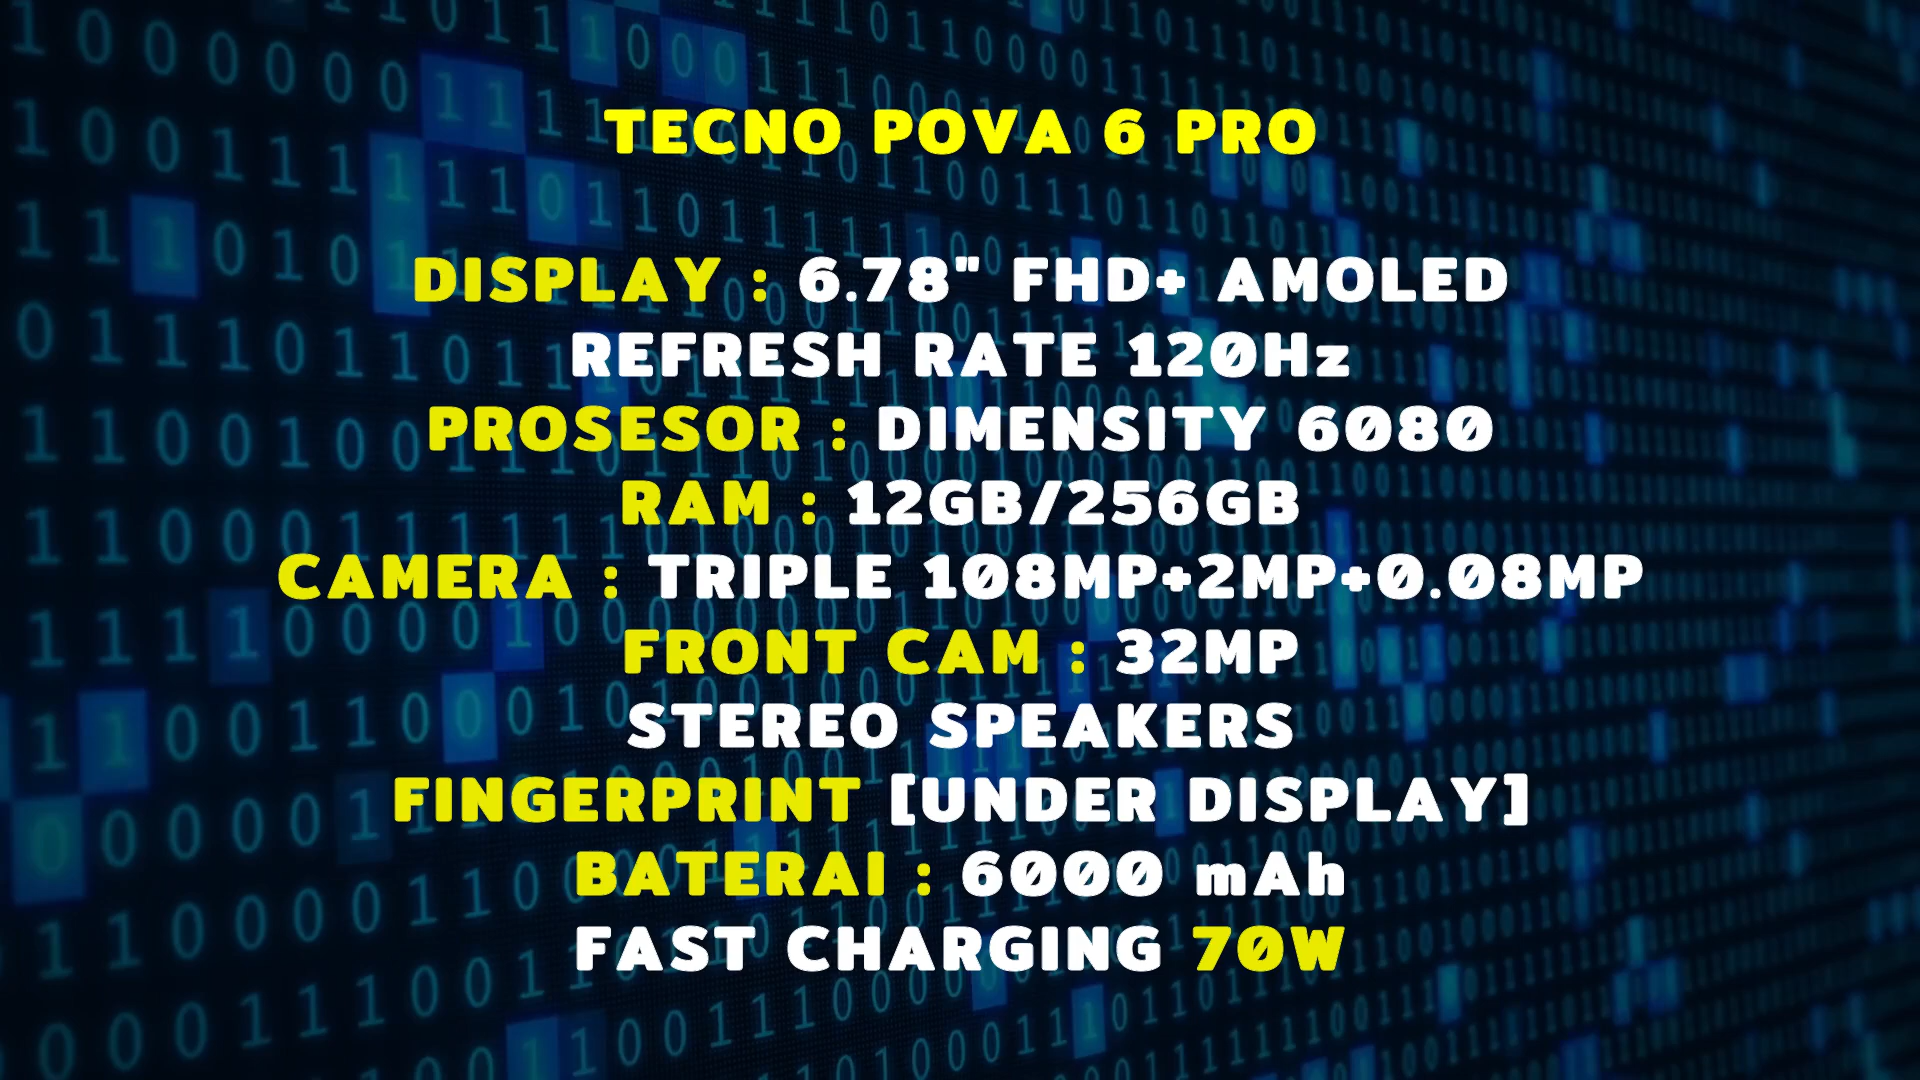 TECNO POVA 6 PRO
DISPLAY : 6.78" FHD+ AMOLED
REFRESH RATE 120Hz
PROSESOR : DIMENSITY 6080
RAM : 12GB/256GB
CAMERA : TRIPLE 108MP+2MP+0.08MP
FRONT CAM : 32MP
STEREO SPEAKERS
FINGERPRINT [UNDER DISPLAY]
BATERAI : 6000 mAh
FAST CHARGING 70W